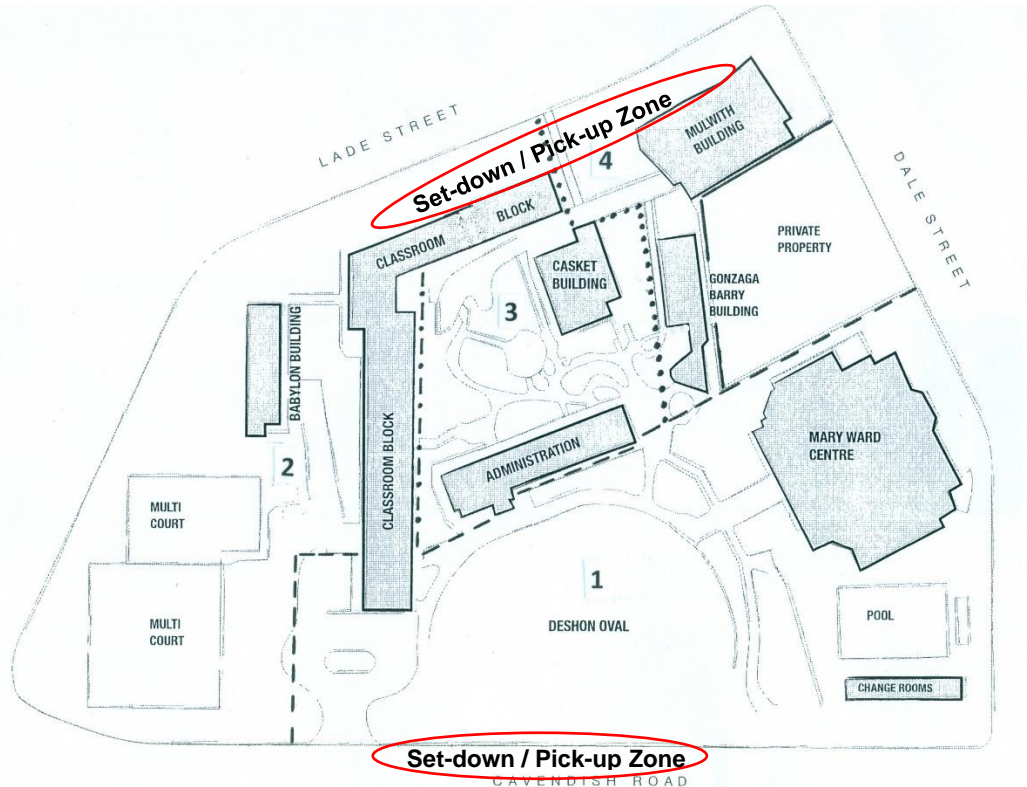 LADE STREET
Set-down / Pick-up Zone
4
MULWITH
BUILDING
DALE STREET
CLASSROOM
BLOCK
PRIVATE
PROPERTY
CASKET
BUILDING
GONZAGA
BARRY
BUILDING
3
BABYLON BUILDING
CLASSROOM BLOCK
ADMINISTRATION
MARY WARD
CENTRE
2
MULTI
COURT
1
MULTI
COURT
DESHON OVAL
POOL
CHANGE ROOMS
Set-down / Pick-up Zone
CAVENDISH ROAD